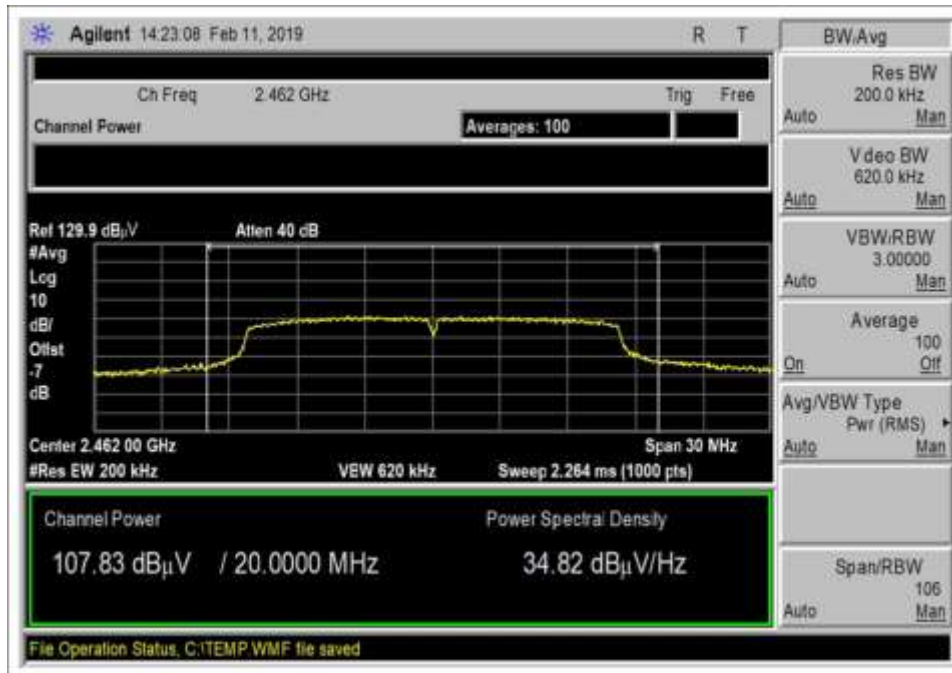 Agilent 14:23:08 Feb 11, 2019 R T
Ch Freq 2.462 GHz Trig Free
Channel Power Averages: 100
Ref 129.9 dBµV Atten 40 dB
#Avg
Log
10
dB/
Offst
-7
dB
Center 2.462 00 GHz Span 30 MHz
#Res BW 200 kHz VBW 620 kHz Sweep 2.264 ms (1000 pts)
Channel Power Power Spectral Density
107.83 dBµV / 20.0000 MHz 34.82 dBµV/Hz
File Operation Status, C:\TEMP.WMF file saved
BW/Avg
Res BW
200.0 kHz
Auto Man
Video BW
620.0 kHz
Auto Man
VBW/RBW
3.00000
Auto Man
Average
100
On Off
Avg/VBW Type
Pwr (RMS)
Auto Man
Span/RBW
106
Auto Man